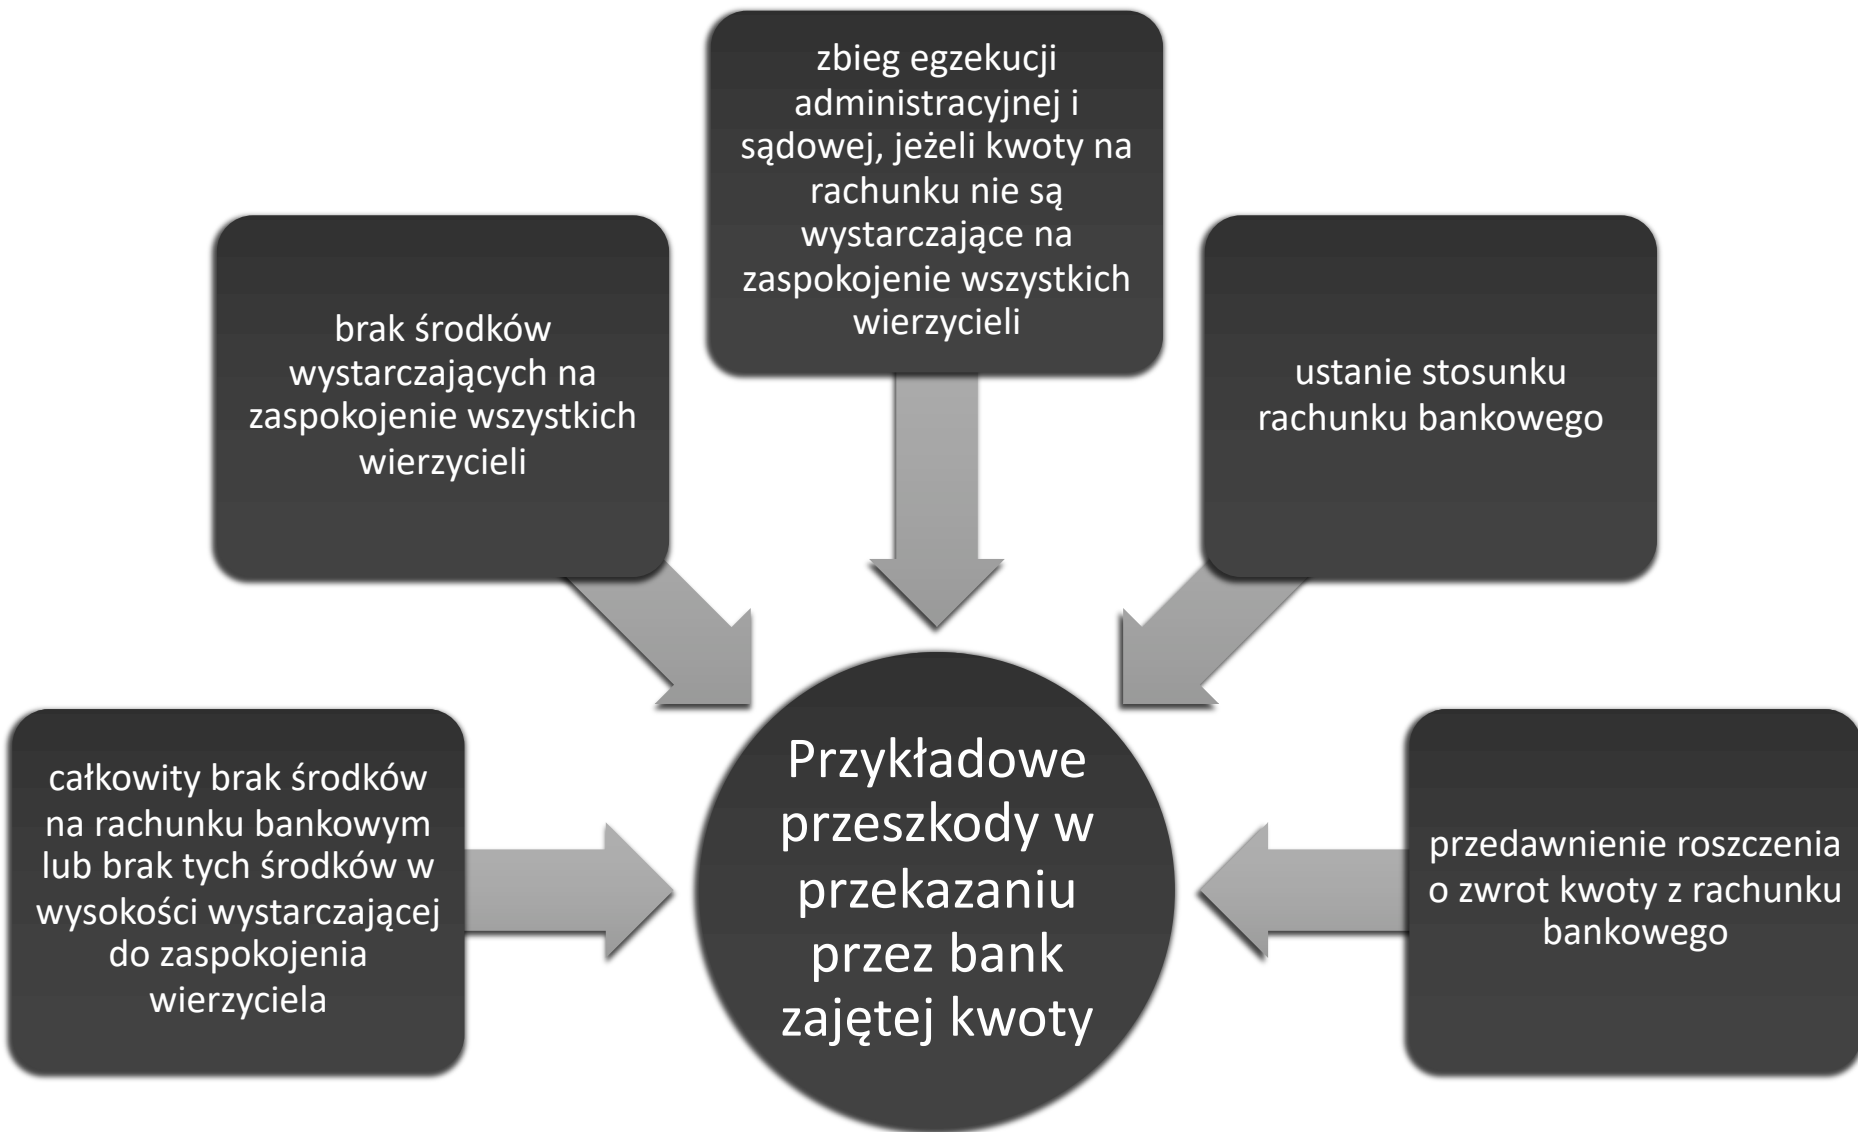 zbieg egzekucji
administracyjnej i
sądowej, jeżeli kwoty na
rachunku nie są
wystarczające na
zaspokojenie wszystkich
wierzycieli
brak środków
wystarczających na
zaspokojenie wszystkich
wierzycieli
ustanie stosunku
rachunku bankowego
całkowity brak środków
na rachunku bankowym
lub brak tych środków w
wysokości wystarczającej
do zaspokojenia
wierzyciela
Przykładowe
przeszkody w
przekazaniu
przez bank
zajętej kwoty
przedawnienie roszczenia
o zwrot kwoty z rachunku
bankowego